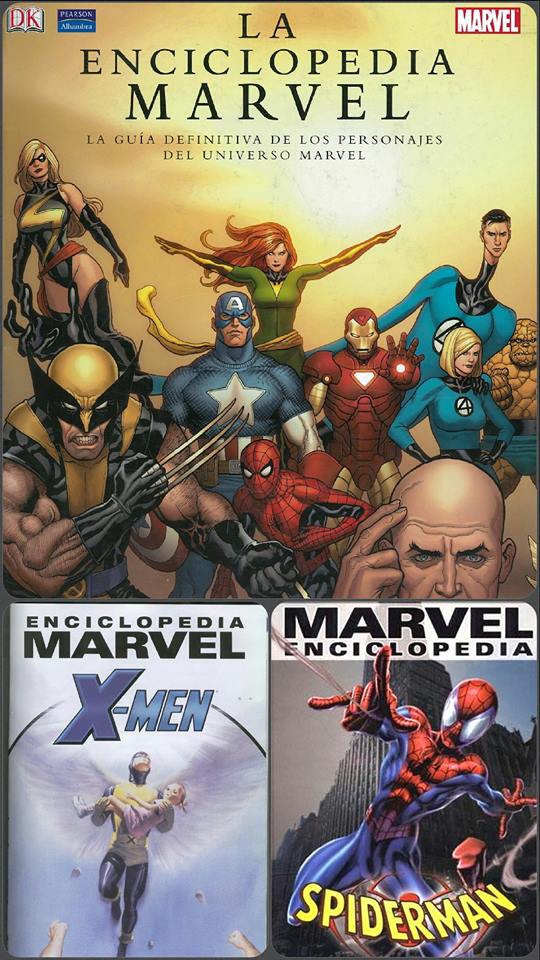 DK
PEARSON
Alhambra
MARVEL
LA
ENCICLOPEDIA
MARVEL
LA GUÍA DEFINITIVA DE LOS PERSONAJES
DEL UNIVERSO MARVEL
A
4
ENCICLOPEDIA
MARVEL
X-MEN
MARVEL
ENCICLOPEDIA
SPIDERMAN